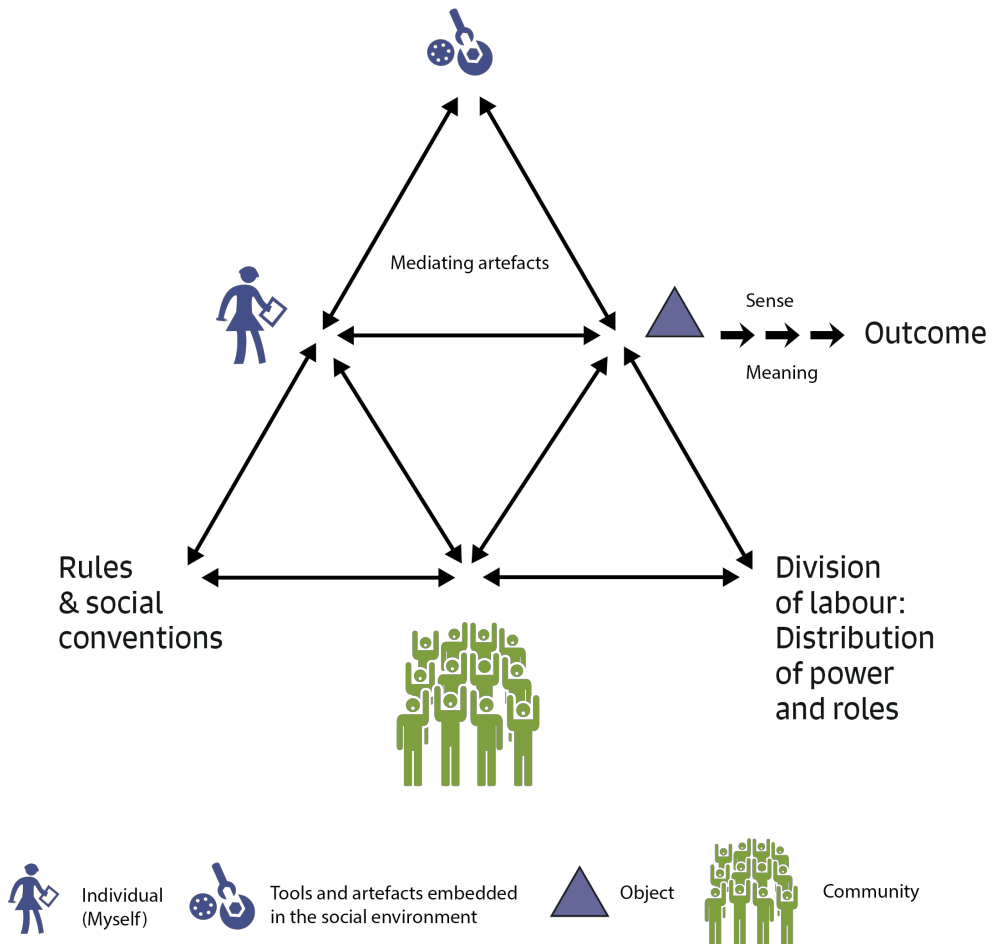 Mediating artefacts
Sense
Outcome
Meaning
Rules
& social
conventions
Division
of labour:
Distribution
of power
and roles
Individual
(Myself)
Tools and artefacts embedded
in the social environment
Object
Community